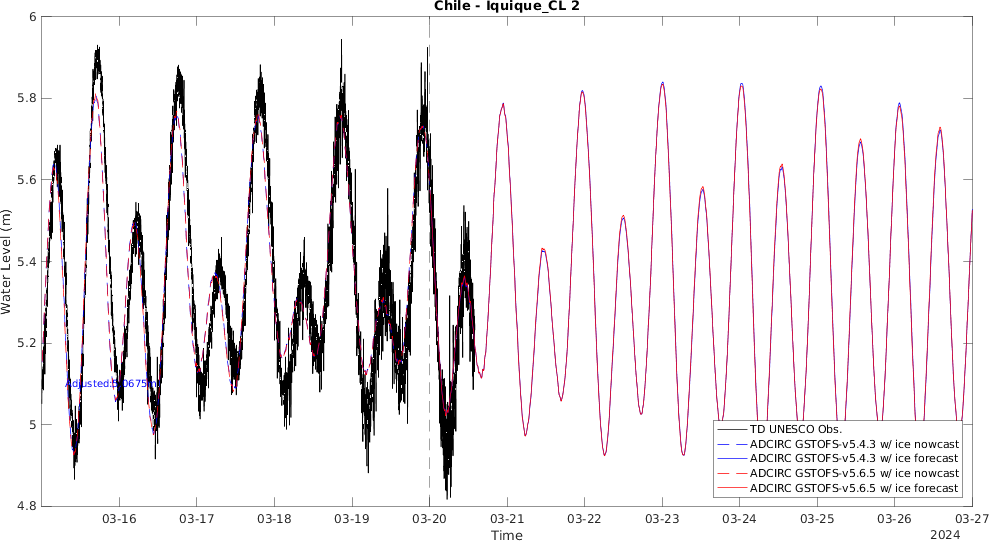 Chile - Iquique_CL 2
6
5.8
5.6
5.4
5.2
5
4.8
Water Level (m)
03-16
03-17
03-18
03-19
03-20
03-21
03-22
03-23
03-24
03-25
03-26
03-27
Time
2024
TD UNESCO Obs.
ADCIRC GSTOFS-v5.4.3 w/ ice nowcast
ADCIRC GSTOFS-v5.4.3 w/ ice forecast
ADCIRC GSTOFS-v5.6.5 w/ ice nowcast
ADCIRC GSTOFS-v5.6.5 w/ ice forecast